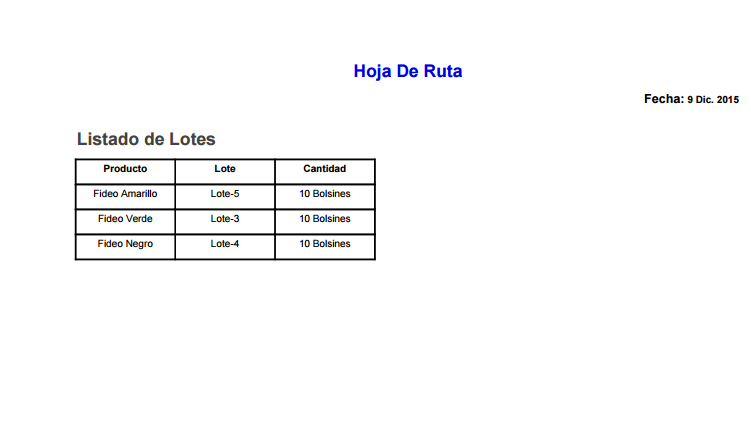 Hoja De Ruta
Fecha: 9 Dic. 2015
Listado de Lotes
Producto Lote Cantidad
Fideo Amarillo Lote-5 10 Bolsines
Fideo Verde Lote-3 10 Bolsines
Fideo Negro Lote-4 10 Bolsines